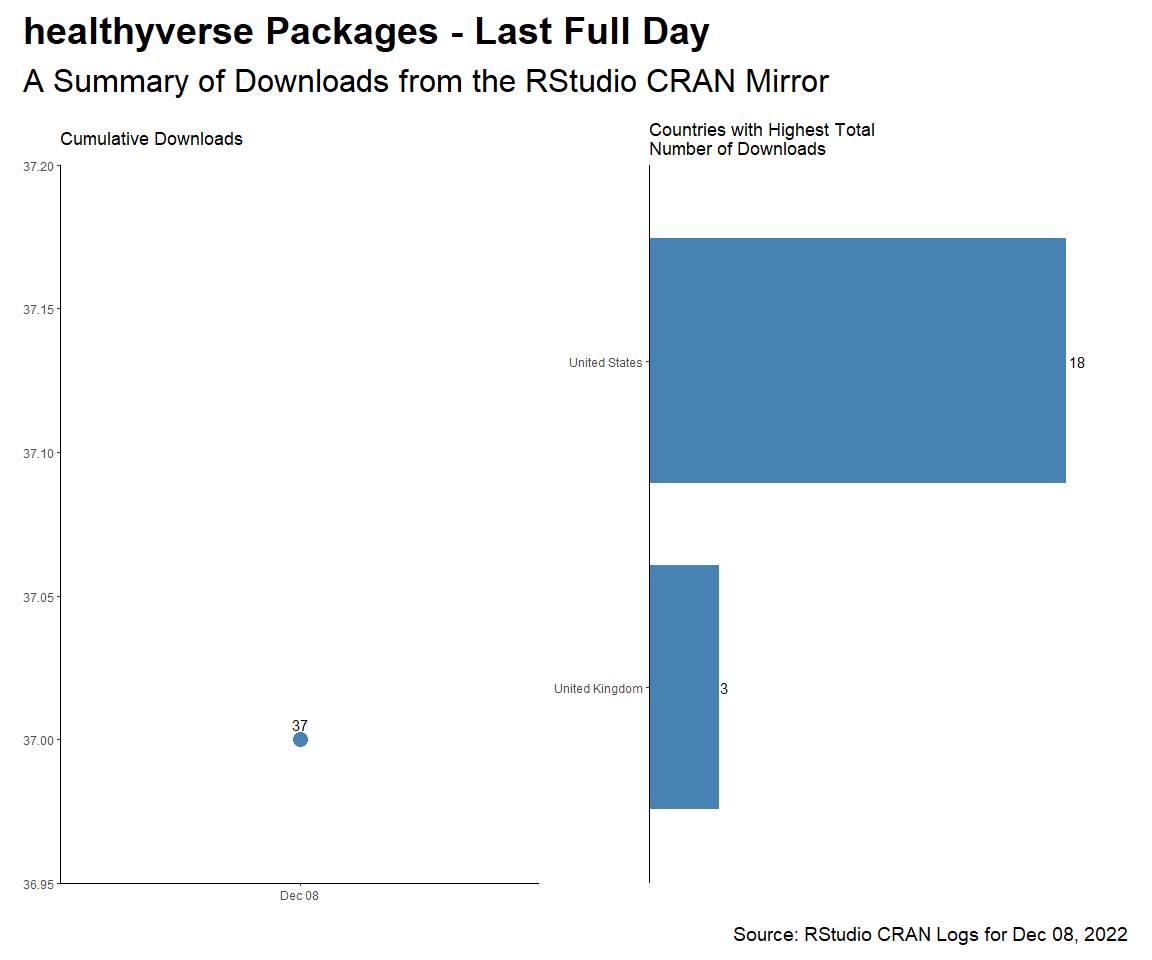 healthyverse Packages - Last Full Day
A Summary of Downloads from the RStudio CRAN Mirror
Cumulative Downloads
37.20
37.15
37.10
37.05
37.00
36.95
37
Dec 08
Countries with Highest Total
Number of Downloads
United States
18
United Kingdom
3
Source: RStudio CRAN Logs for Dec 08, 2022